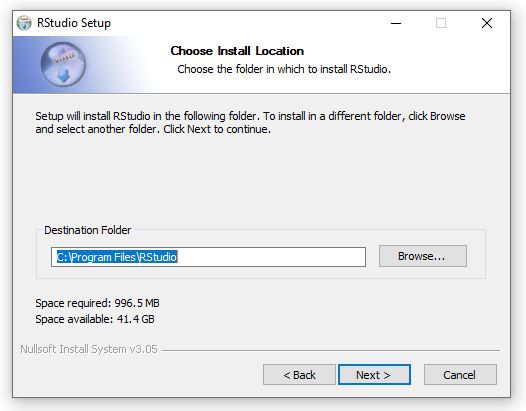 RStudio Setup
Choose Install Location
Choose the folder in which to install RStudio.
Setup will install RStudio in the following folder. To install in a different folder, click Browse
and select another folder. Click Next to continue.
Destination Folder
C:\Program Files\RStudio
Browse...
Space required: 996.5 MB
Space available: 41.4 GB
Nullsoft Install System v3.05
< Back
Next >
Cancel